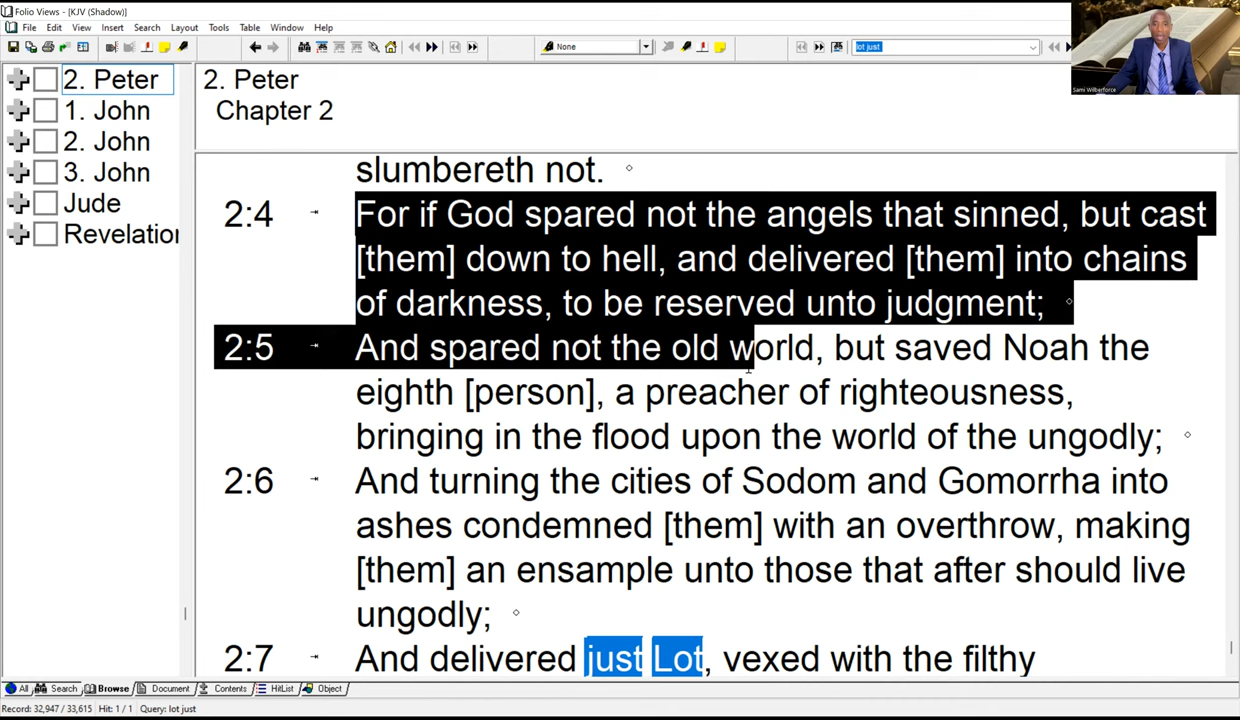 Folio Views - [KJV (Shadow)]
File Edit View Insert Search Layout Tools Table Window Help
None
lot just
Sami Wilberforce
2. Peter
1. John
2. John
3. John
Jude
Revelation
2. Peter
Chapter 2
slumbereth not.
2:4 For if God spared not the angels that sinned, but cast
[them] down to hell, and delivered [them] into chains
of darkness, to be reserved unto judgment;
2:5 And spared not the old world, but saved Noah the
eighth [person], a preacher of righteousness,
bringing in the flood upon the world of the ungodly;
2:6 And turning the cities of Sodom and Gomorrha into
ashes condemned [them] with an overthrow, making
[them] an ensample unto those that after should live
ungodly;
2:7 And delivered just Lot, vexed with the filthy
All Search Browse Document Contents HitList Object
Record: 32,947 / 33,615 Hit: 1 / 1 Query: lot just